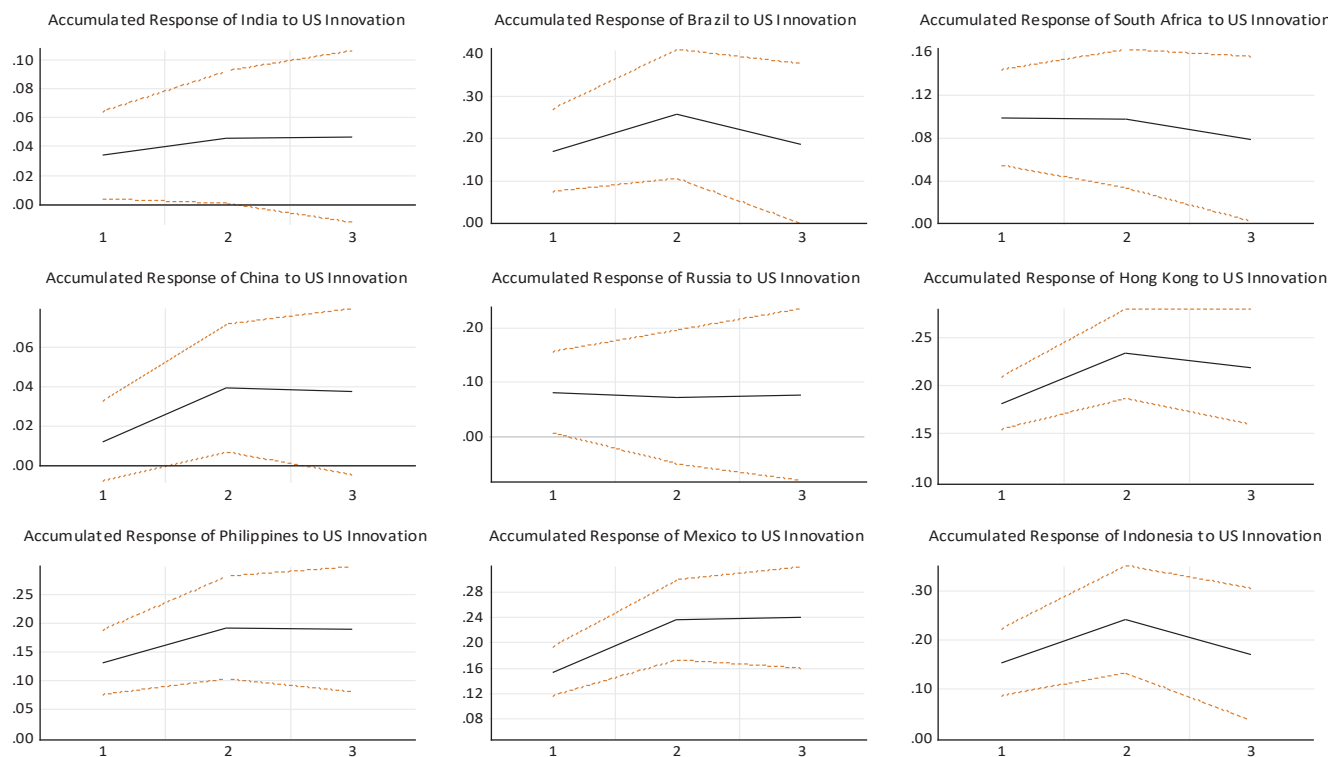 Accumulated Response of India to US Innovation
.10
.08
.06
.04
.02
.00
1 2 3
Accumulated Response of Brazil to US Innovation
.40
.30
.20
.10
.00
1 2 3
Accumulated Response of South Africa to US Innovation
.16
.12
.08
.04
.00
1 2 3
Accumulated Response of China to US Innovation
.06
.04
.02
.00
1 2 3
Accumulated Response of Russia to US Innovation
.20
.10
.00
1 2 3
Accumulated Response of Hong Kong to US Innovation
.25
.20
.15
.10
1 2 3
Accumulated Response of Philippines to US Innovation
.25
.20
.15
.10
.05
.00
1 2 3
Accumulated Response of Mexico to US Innovation
.28
.24
.20
.16
.12
.08
1 2 3
Accumulated Response of Indonesia to US Innovation
.30
.20
.10
.00
1 2 3